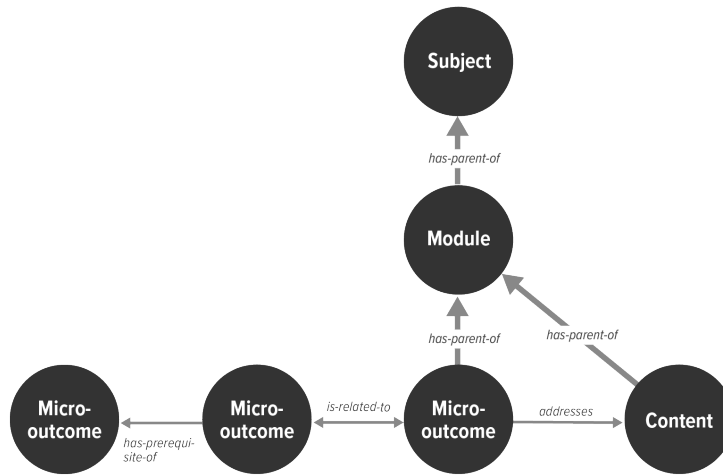 Subject
has-parent-of
Module
has-parent-of
has-parent-of
Micro-
outcome
has-prerequi-
site-of
Micro-
outcome
is-related-to
Micro-
outcome
addresses
Content